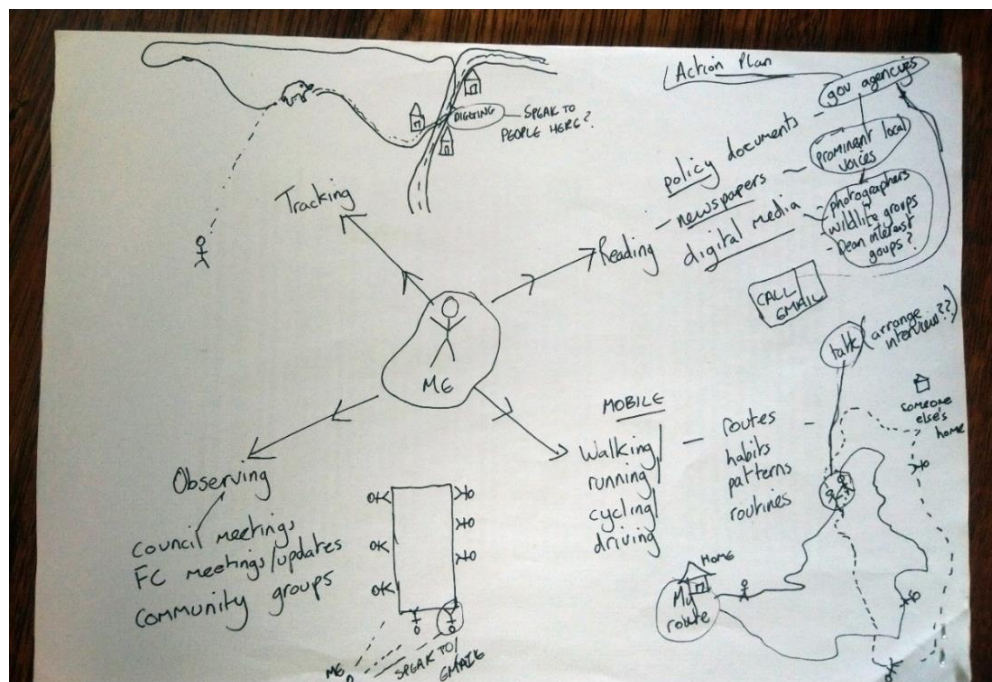 Action Plan
gov agencies
DIGGING — SPEAK TO
PEOPLE HERE?
policy documents
prominent local
voices
Tracking
Reading
newspapers
digital media
photographers
wildlife groups
- Dean interest
groups?
CALL
EMAIL
talk (arrange
interview??)
ME
MOBILE
SOMEONE
ELSE'S
HOME
Walking
running
cycling
driving
routes
habits
patterns
routines
Observing
Council meetings
FC meetings/updates
Community groups
HOME
My
route
ME
SPEAK TO/
EMAIL